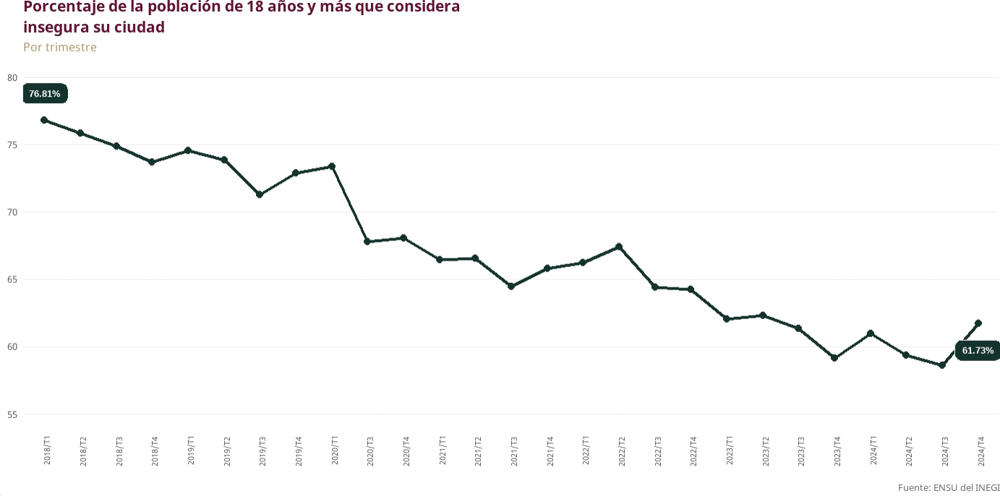 Porcentaje de la población de 18 años y más que considera
insegura su ciudad
Por trimestre
80
76.81%
75
70
65
60
61.73%
55
2018/T1
2018/T2
2018/T3
2018/T4
2019/T1
2019/T2
2019/T3
2019/T4
2020/T1
2020/T3
2020/T4
2021/T1
2021/T2
2021/T3
2021/T4
2022/T1
2022/T2
2022/T3
2022/T4
2023/T1
2023/T2
2023/T3
2023/T4
2024/T1
2024/T2
2024/T3
2024/T4
Fuente: ENSU del INEGI